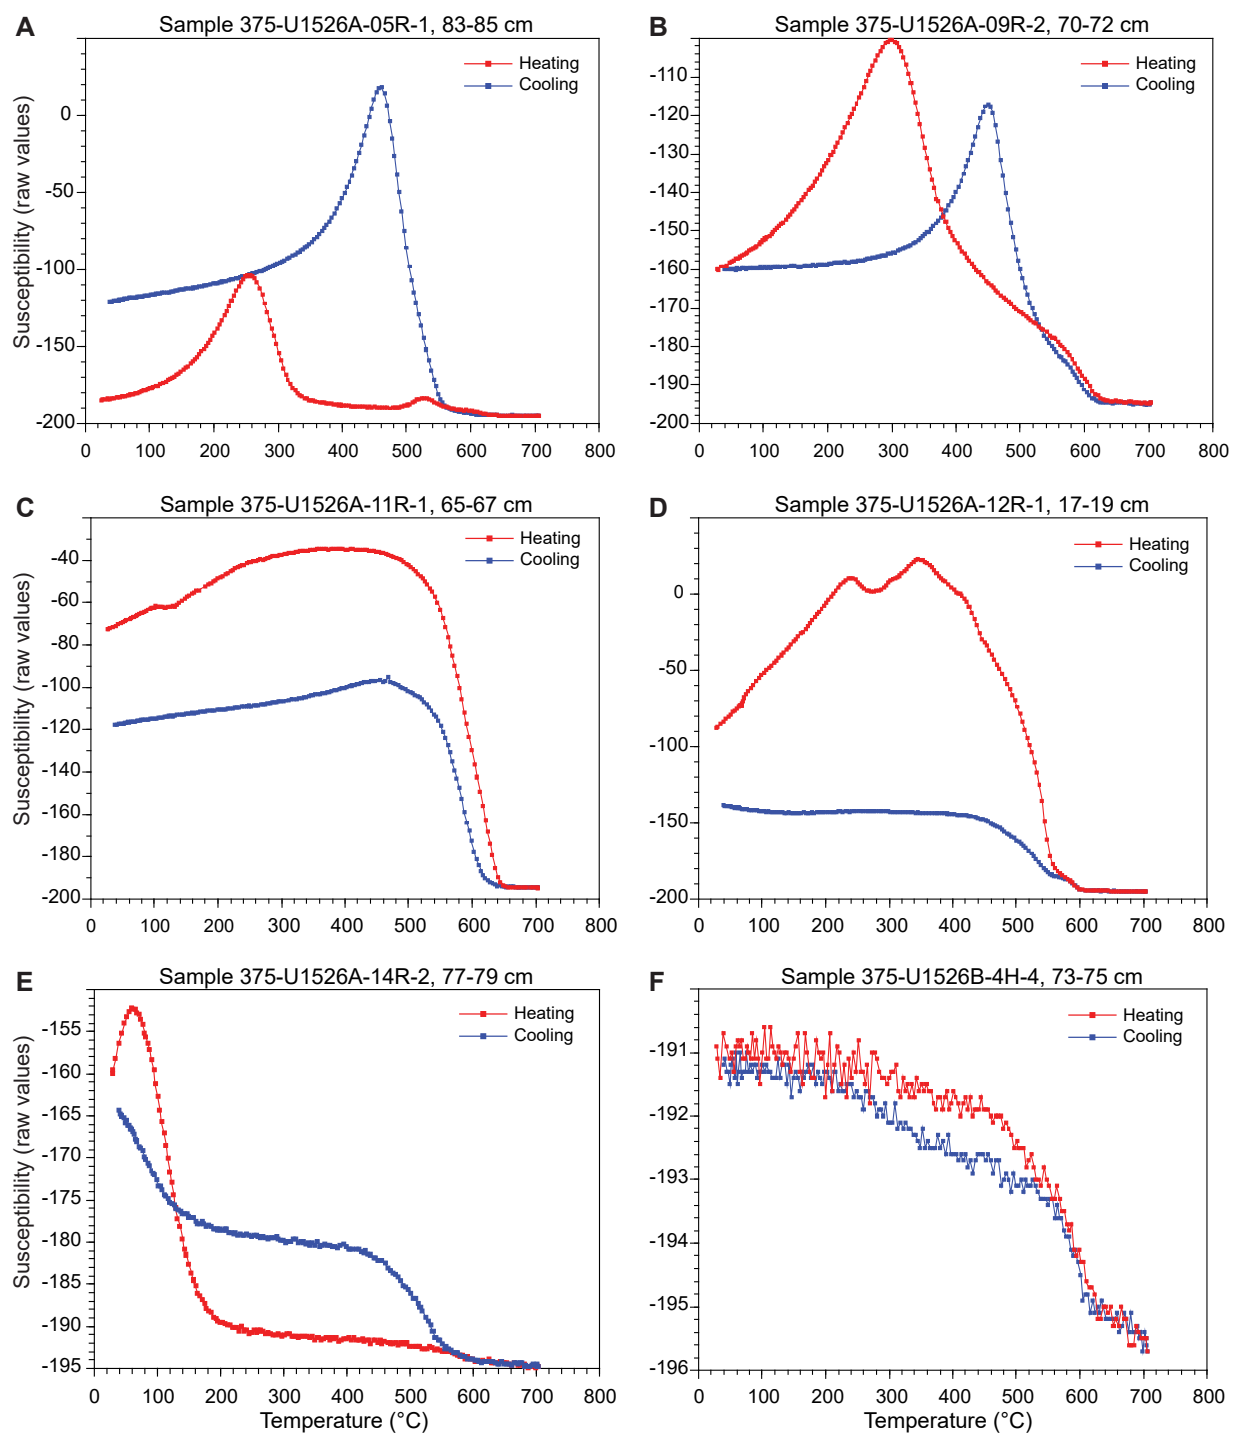 A Sample 375-U1526A-05R-1, 83-85 cm
Heating
Cooling
Susceptibility (raw values)
0
-50
-100
-150
-200
0 100 200 300 400 500 600 700 800
B Sample 375-U1526A-09R-2, 70-72 cm
Heating
Cooling
-110
-120
-130
-140
-150
-160
-170
-180
-190
-200
0 100 200 300 400 500 600 700 800
C Sample 375-U1526A-11R-1, 65-67 cm
Heating
Cooling
Susceptibility (raw values)
-40
-60
-80
-100
-120
-140
-160
-180
-200
0 100 200 300 400 500 600 700 800
D Sample 375-U1526A-12R-1, 17-19 cm
Heating
Cooling
0
-50
-100
-150
-200
0 100 200 300 400 500 600 700 800
E Sample 375-U1526A-14R-2, 77-79 cm
Heating
Cooling
Susceptibility (raw values)
-155
-160
-165
-170
-175
-180
-185
-190
-195
0 100 200 300 400 500 600 700 800
Temperature (°C)
F Sample 375-U1526B-4H-4, 73-75 cm
Heating
Cooling
-191
-192
-193
-194
-195
-196
0 100 200 300 400 500 600 700 800
Temperature (°C)